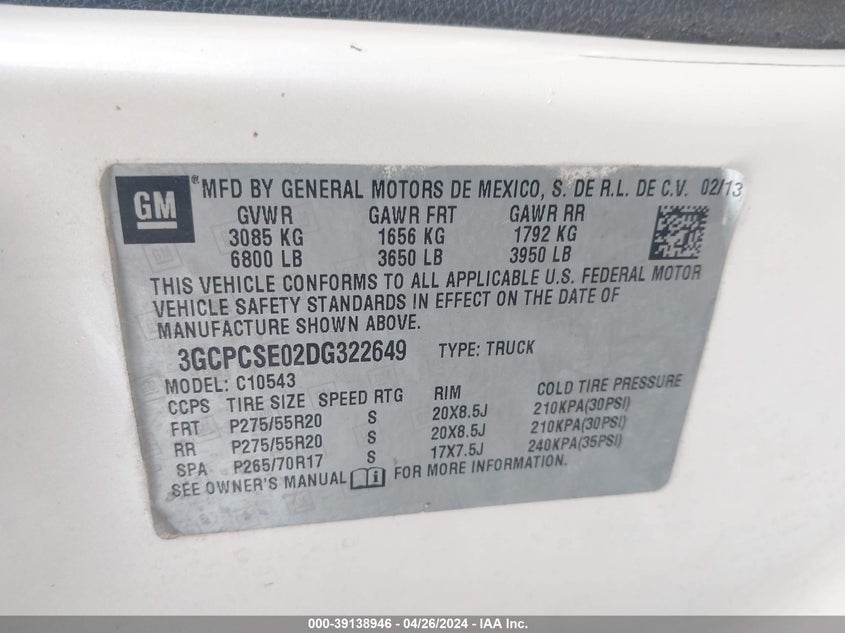 GM ® MFD BY GENERAL MOTORS DE MEXICO, S. DE R.L. DE C.V. 02/13
GVWR GAWR FRT GAWR RR
3085 KG 1656 KG 1792 KG
6800 LB 3650 LB 3950 LB
THIS VEHICLE CONFORMS TO ALL APPLICABLE U.S. FEDERAL MOTOR
VEHICLE SAFETY STANDARDS IN EFFECT ON THE DATE OF
MANUFACTURE SHOWN ABOVE.
3GCPCSE02DG322649 TYPE: TRUCK
MODEL: C10543
CCPS TIRE SIZE SPEED RTG RIM COLD TIRE PRESSURE
FRT P275/55R20 S 20X8.5J 210KPA(30PSI)
RR P275/55R20 S 20X8.5J 210KPA(30PSI)
SPA P265/70R17 S 17X7.5J 240KPA(35PSI)
SEE OWNER'S MANUAL FOR MORE INFORMATION.
000-39138946 - 04/26/2024 - IAA Inc.